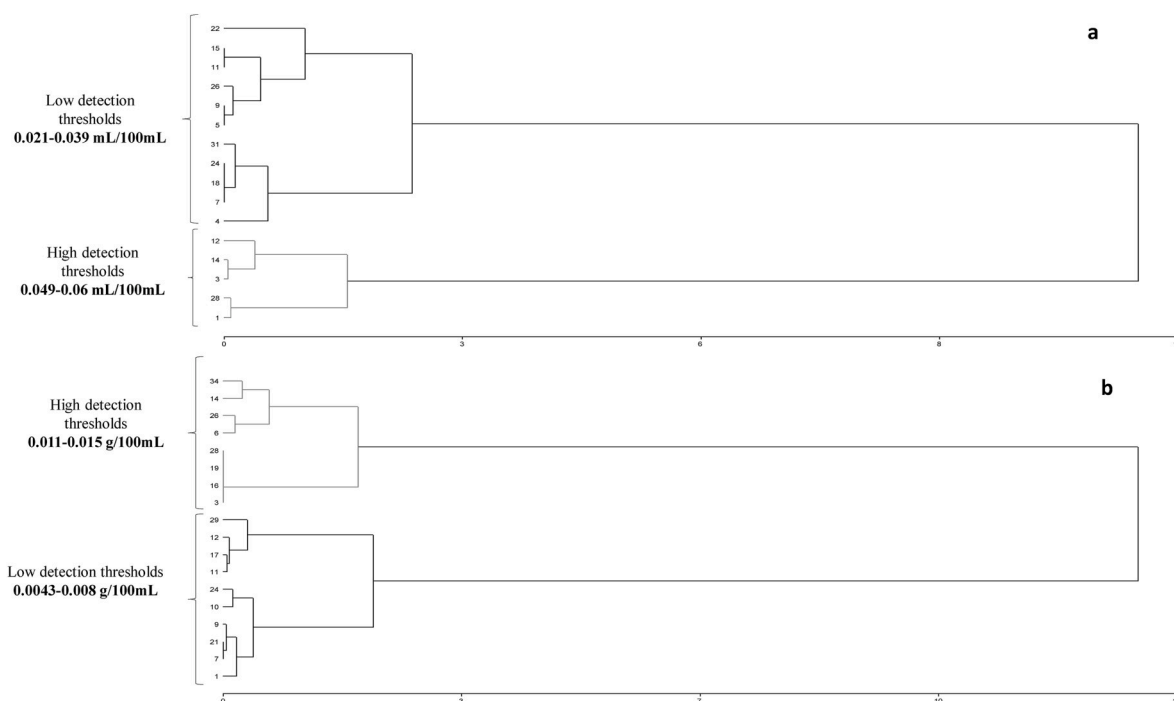 a
22
15
11
26
9
5
Low detection
thresholds
0.021-0.039 mL/100mL
31
24
18
7
4
12
14
3
28
1
High detection
thresholds
0.049-0.06 mL/100mL
0 3 6 8
b
34
14
26
6
28
19
16
3
High detection
thresholds
0.011-0.015 g/100mL
29
12
17
11
24
10
9
21
7
1
Low detection thresholds
0.0043-0.008 g/100mL
0 3 7 10